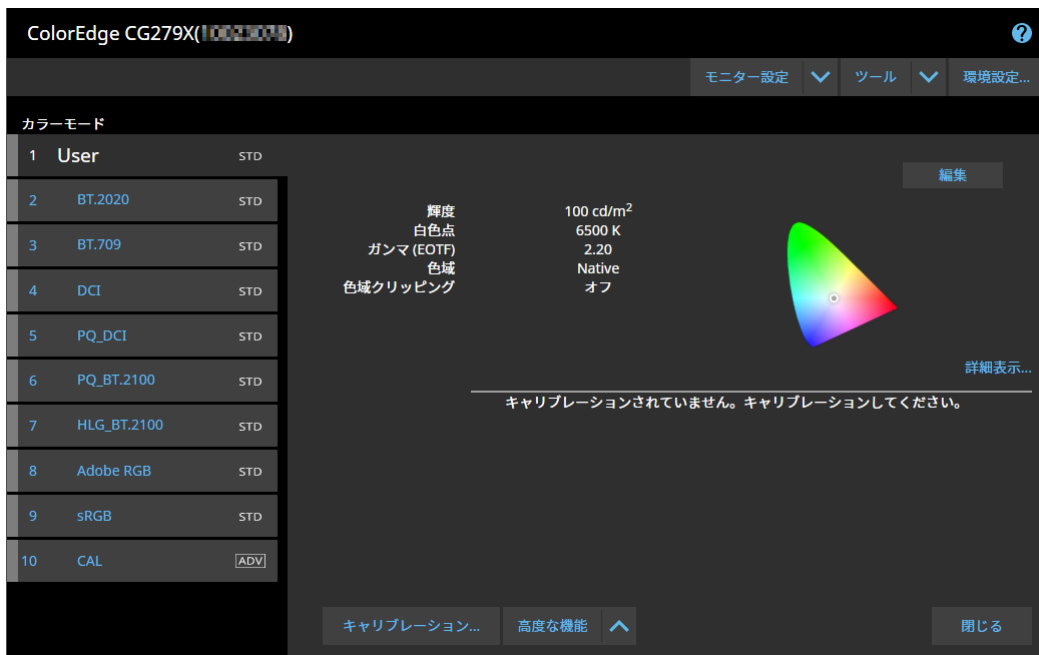 ColorEdge CG279X( )
?
モニター設定 ツール 環境設定...
カラーモード
1 User STD
編集
2 BT.2020 STD
3 BT.709 STD
4 DCI STD
5 PQ_DCI STD
6 PQ_BT.2100 STD
7 HLG_BT.2100 STD
8 Adobe RGB STD
9 sRGB STD
10 CAL ADV
輝度 100 cd/m²
白色点 6500 K
ガンマ (EOTF) 2.20
色域 Native
色域クリッピング オフ
詳細表示...
キャリブレーションされていません。キャリブレーションしてください。
キャリブレーション... 高度な機能 閉じる